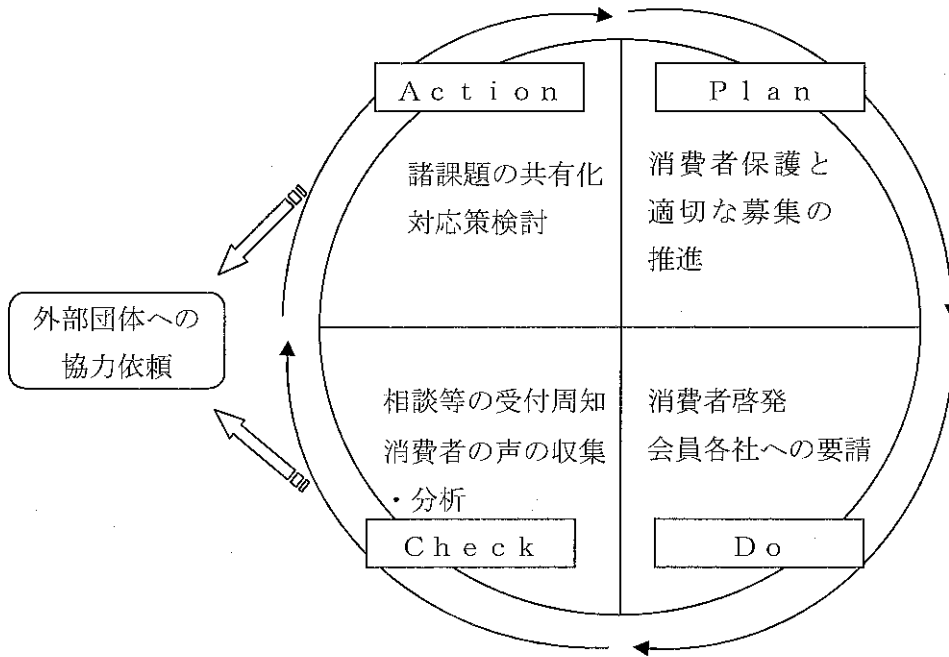 Action
諸課題の共有化
対応策検討
Plan
消費者保護と
適切な募集の
推進
外部団体への
協力依頼
相談等の受付周知
消費者の声の収集
・分析
Check
消費者啓発
会員各社への要請
Do